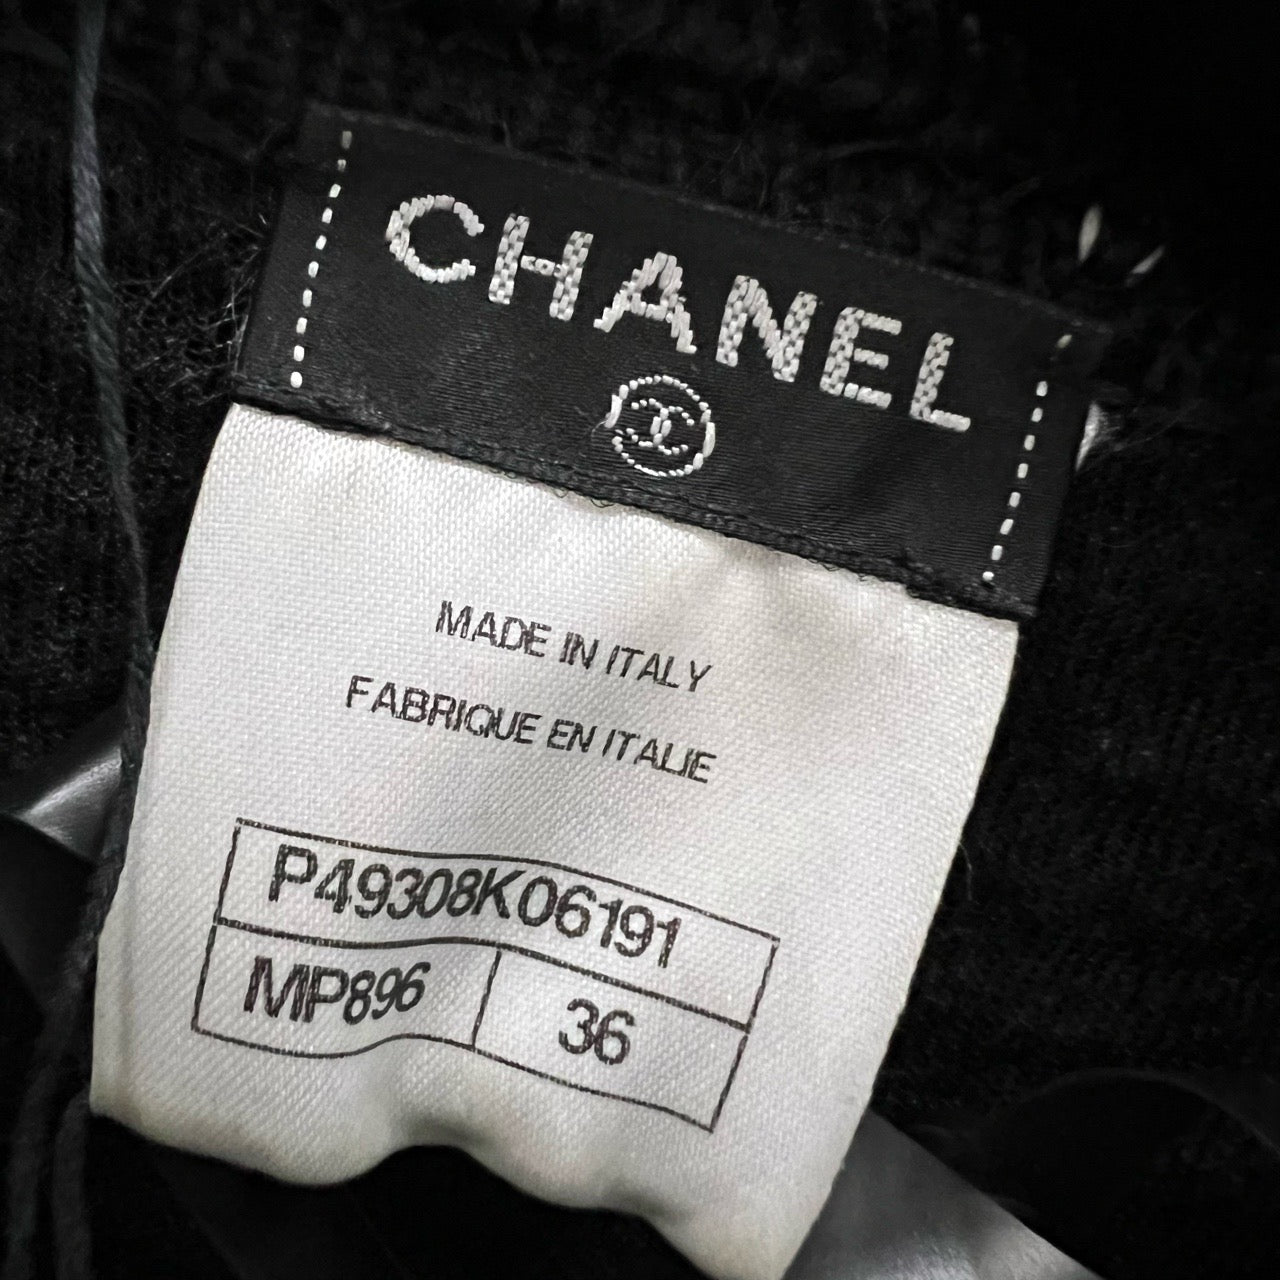 CHANEL
MADE IN ITALY
FABRIQUE EN ITALIE
P49308K06191
MP896 36